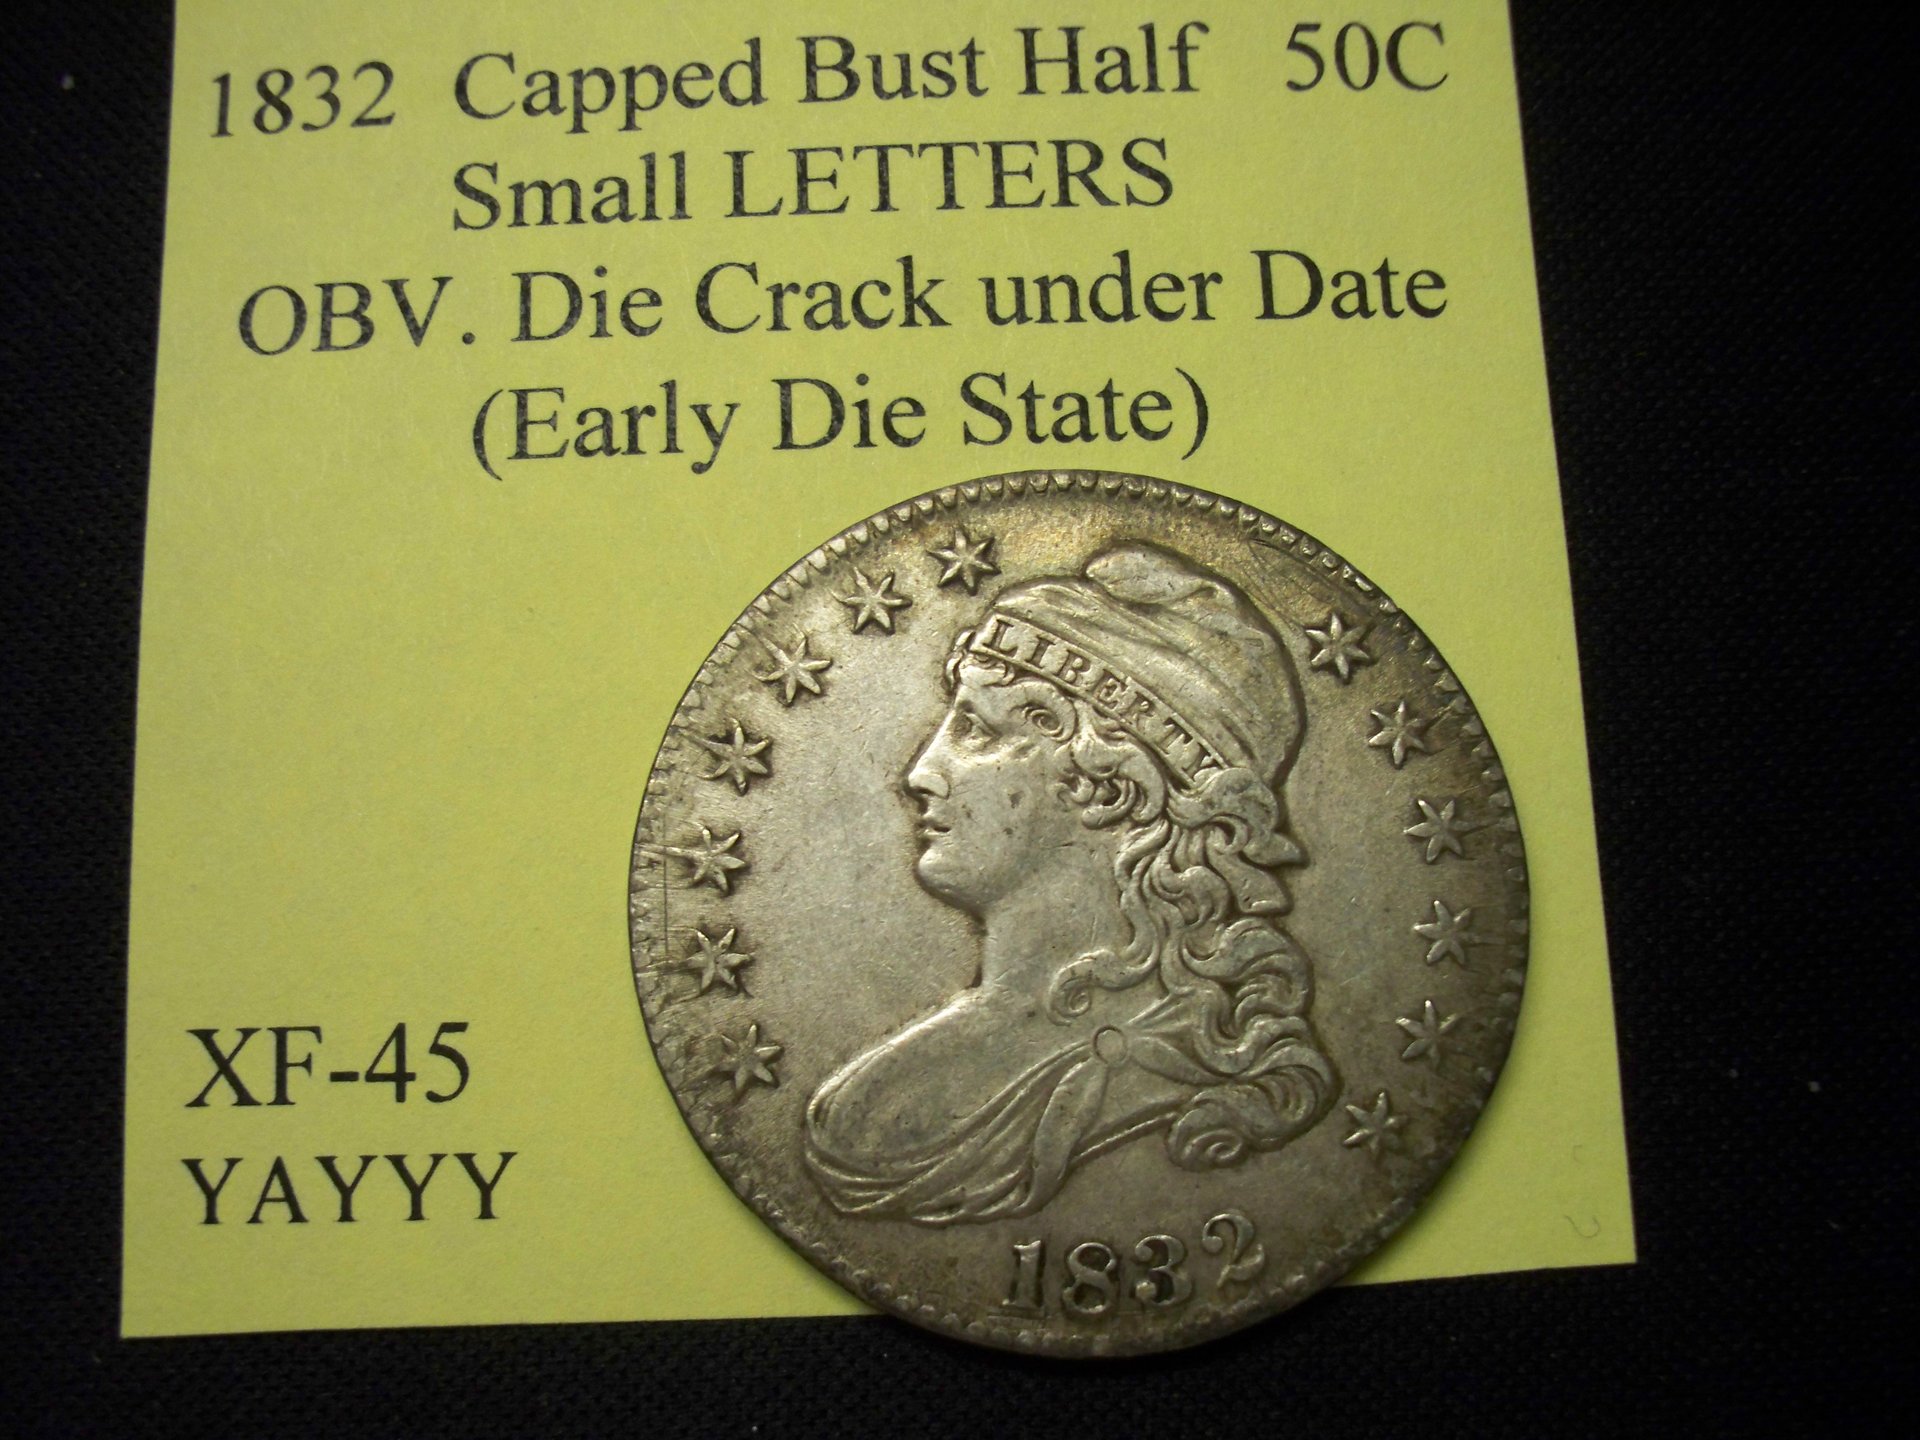 1832 Capped Bust Half 50C
Small LETTERS
OBV. Die Crack under Date
(Early Die State)
LIBERTY
XF-45
YAYYY
1832